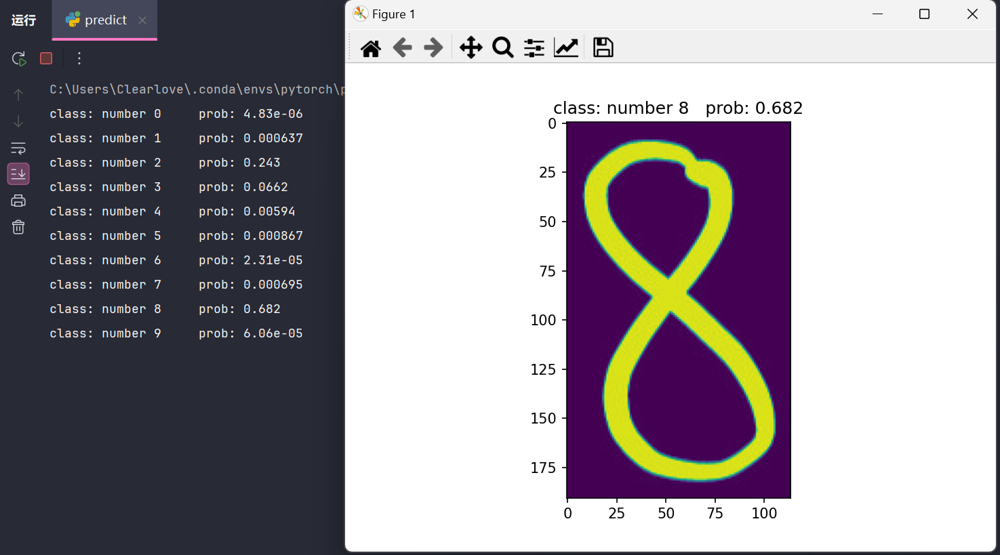 运行
predict
C:\Users\Clearlove\.conda\envs\pytorch\
class: number 0 prob: 4.83e-06
class: number 1 prob: 0.000637
class: number 2 prob: 0.243
class: number 3 prob: 0.0662
class: number 4 prob: 0.00594
class: number 5 prob: 0.000867
class: number 6 prob: 2.31e-05
class: number 7 prob: 0.000695
class: number 8 prob: 0.682
class: number 9 prob: 6.06e-05
Figure 1
class: number 8 prob: 0.682
0
25
50
75
100
125
150
175
0 25 50 75 100
8